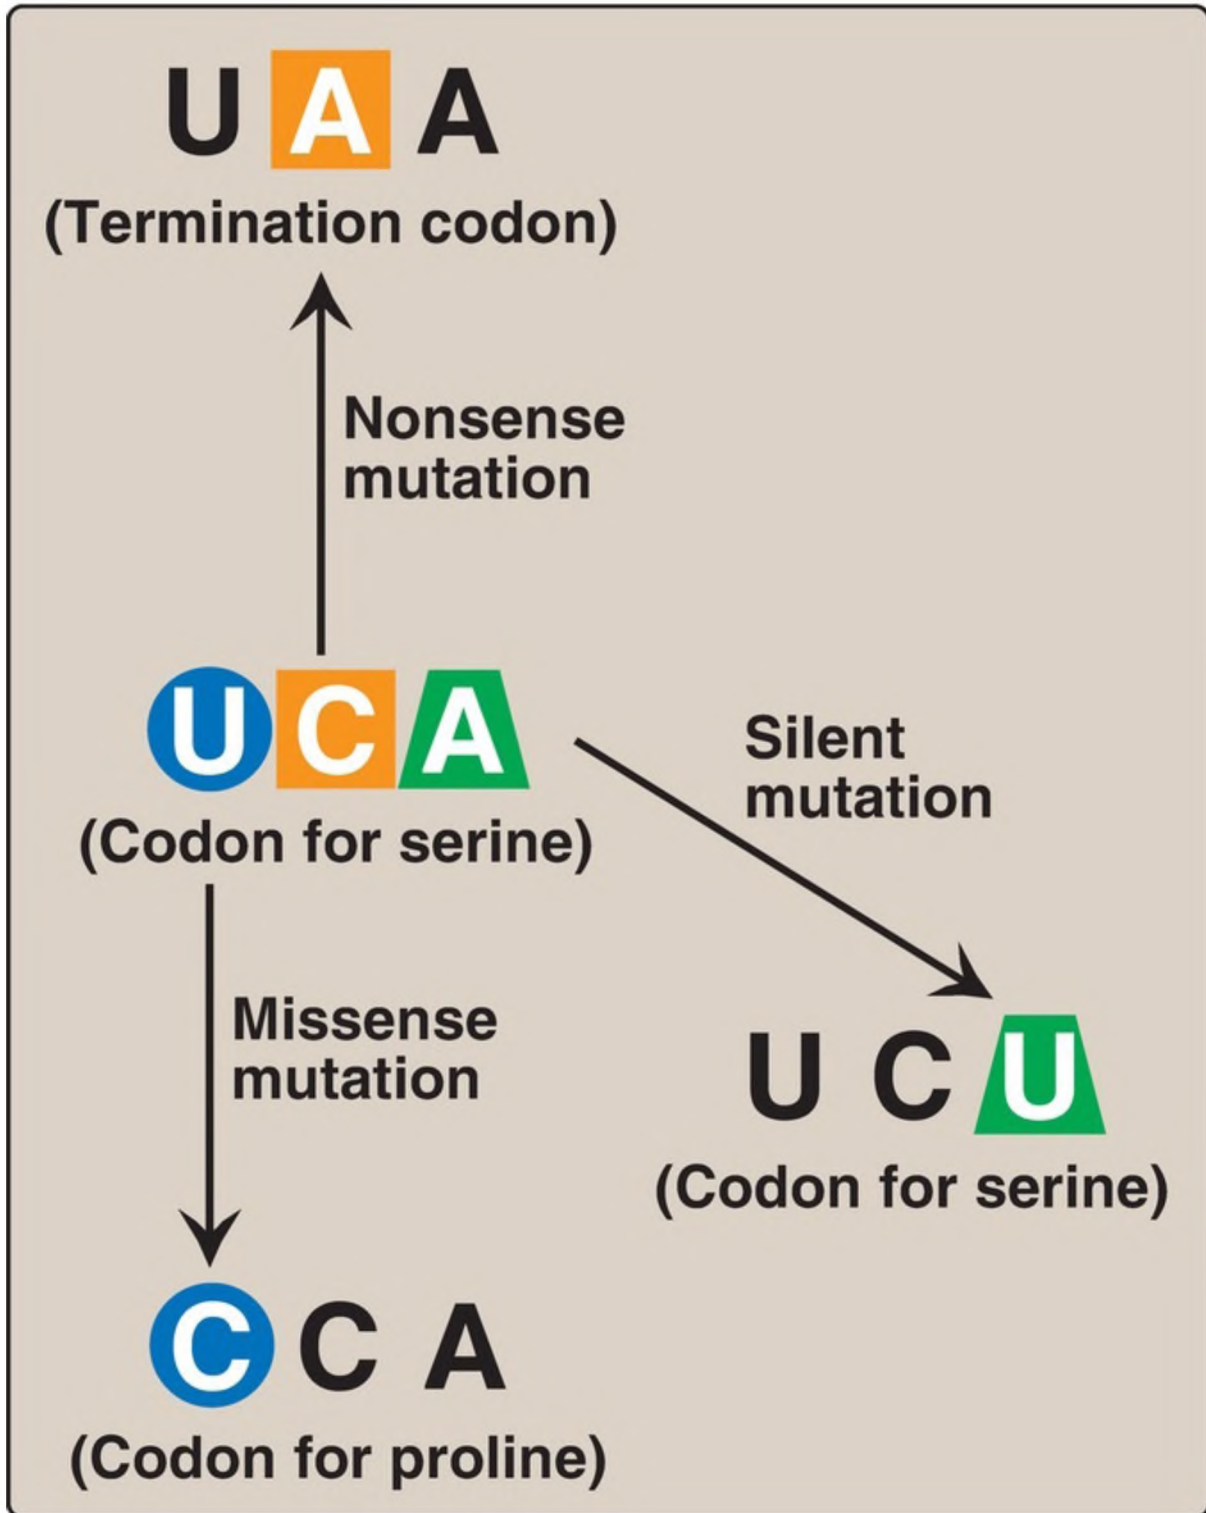 U A A
(Termination codon)
Nonsense
mutation
U C A
(Codon for serine)
Silent
mutation
Missense
mutation
U C U
(Codon for serine)
C C A
(Codon for proline)